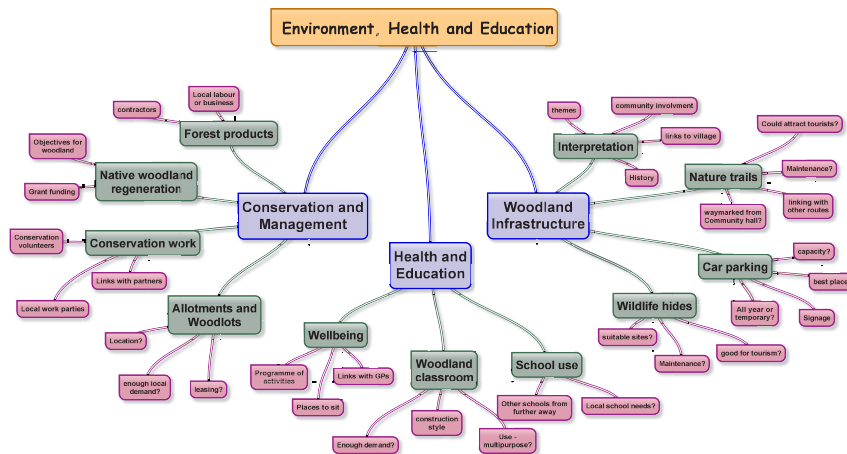 Environment, Health and Education
Local labour
or business
contractors
Forest products
Objectives for
woodland
Native woodland
regeneration
Grant funding
Conservation and
Management
Conservation
volunteers
Conservation work
Links with partners
Local work parties
Allotments and
Woodlots
Location?
enough local
demand?
leasing?
Health and
Education
Wellbeing
Programme of
activities
Links with GPs
Places to sit
Woodland
classroom
construction
style
Enough demand?
Use -
multipurpose?
School use
Other schools from
further away
Local school needs?
Woodland
Infrastructure
themes
community involvment
Interpretation
links to village
History
Could attract tourists?
Nature trails
Maintenance?
linking with
other routes
waymarked from
Community hall?
capacity?
Car parking
best place
All year or
temporary?
Signage
Wildlife hides
suitable sites?
Maintenance?
good for tourism?